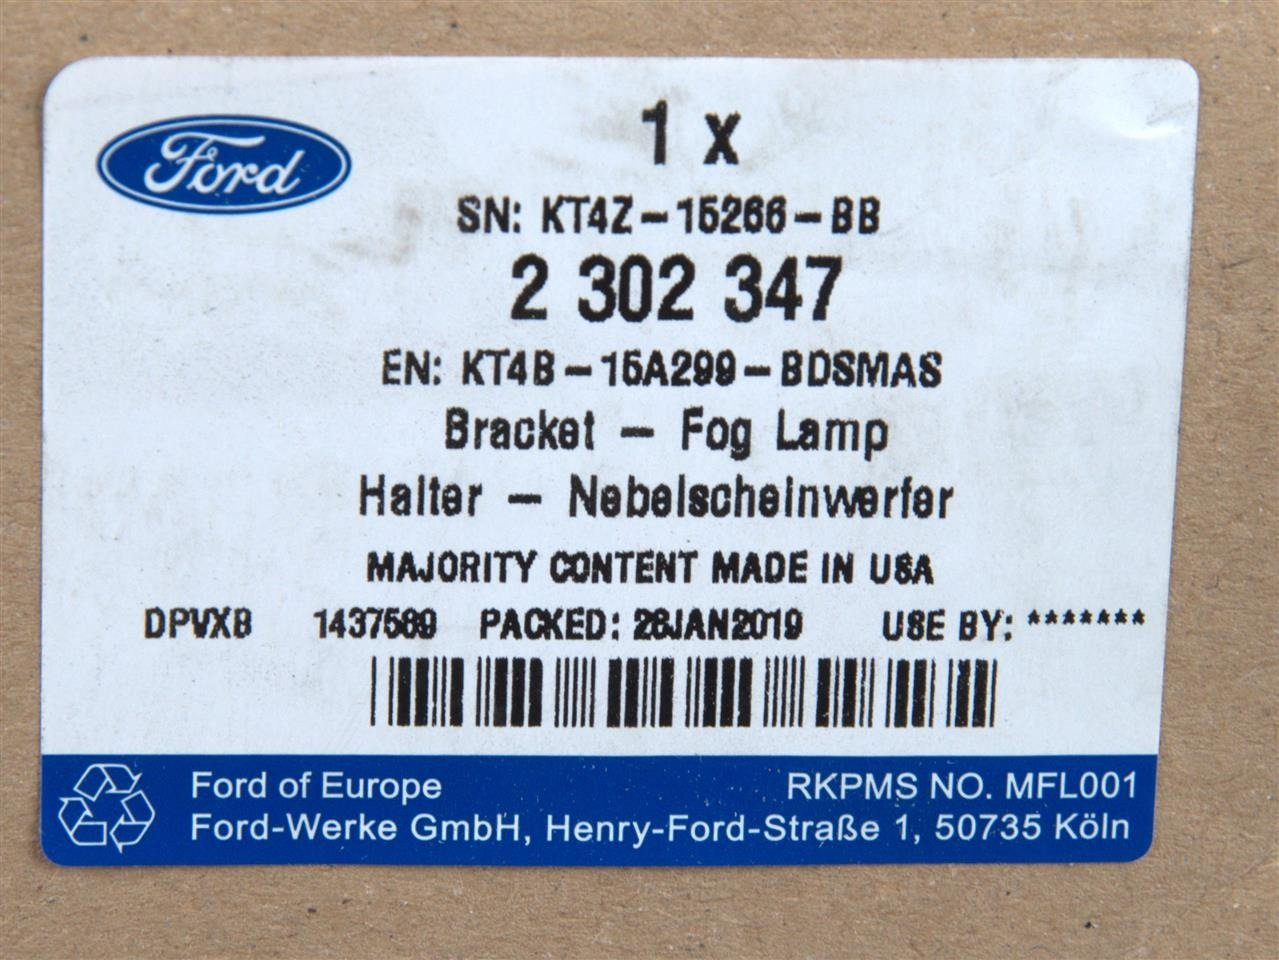 Ford
1 x
SN: KT4Z-15266-BB
2 302 347
EN: KT4B-15A299-BDSMAS
Bracket - Fog Lamp
Halter - Nebelscheinwerfer
MAJORITY CONTENT MADE IN USA
DPVXB 1437589 PACKED: 28JAN2019 USE BY: *******
Ford of Europe RKPMS NO. MFL001
Ford-Werke GmbH, Henry-Ford-Straße 1, 50735 Köln